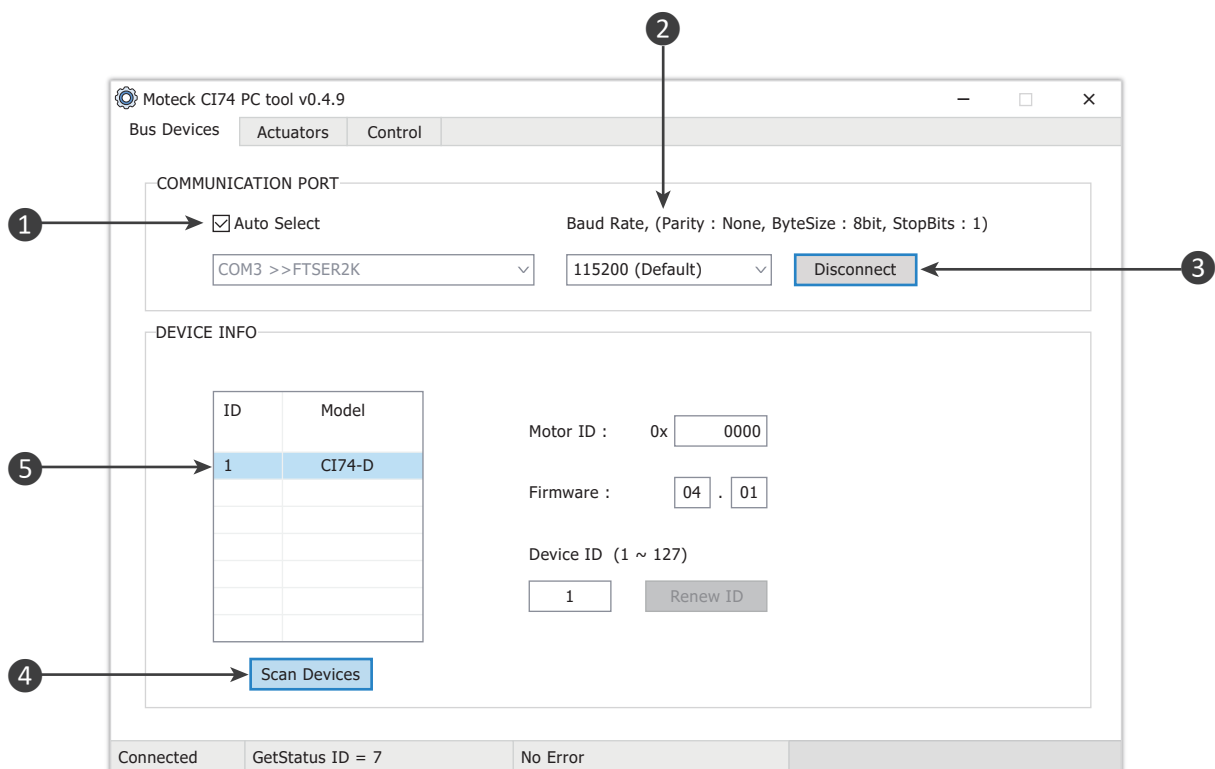 2
Moteck CI74 PC tool v0.4.9
Bus Devices Actuators Control
COMMUNICATION PORT
1
Auto Select
Baud Rate, (Parity : None, ByteSize : 8bit, StopBits : 1)
COM3 >>FTSER2K
115200 (Default)
Disconnect
3
DEVICE INFO
ID Model
1 CI74-D
5
Motor ID : 0x 0000
Firmware : 04 . 01
Device ID (1 ~ 127)
1
Renew ID
4
Scan Devices
Connected GetStatus ID = 7 No Error